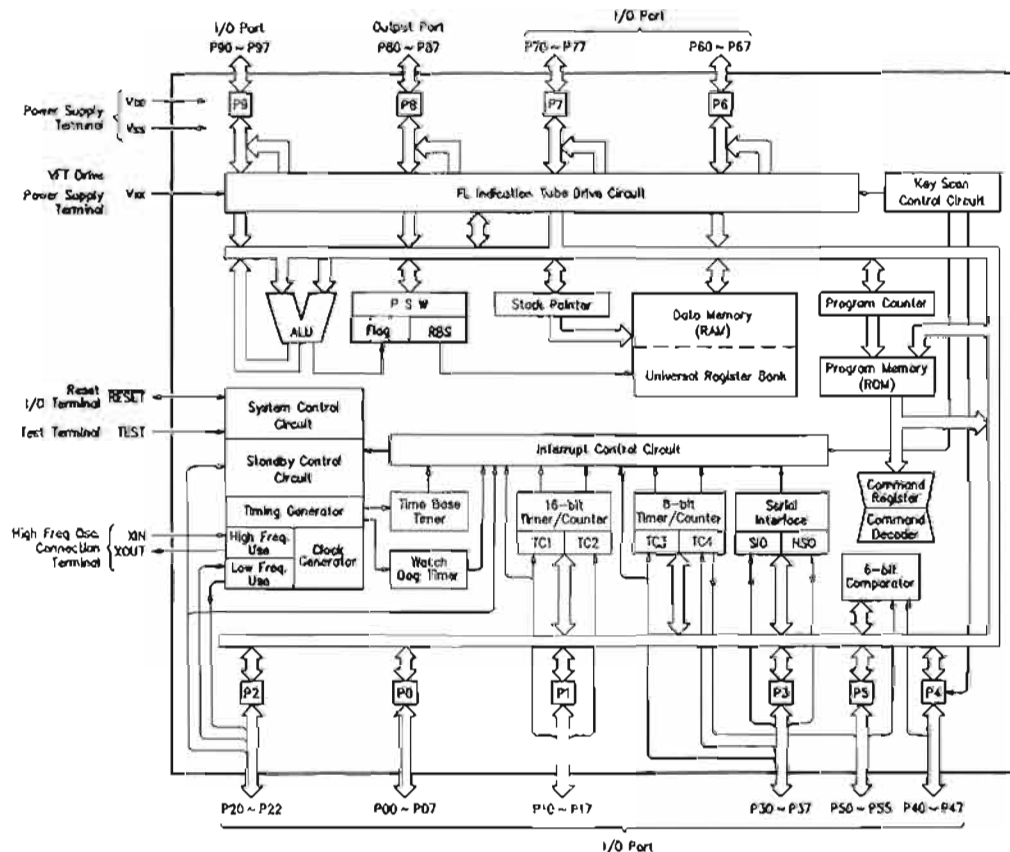 I/O Port
P90~P97
Output Port
P80~P87
I/O Port
P70~P77
P60~P67
P9
P8
P7
P6
Power Supply
Terminal
VDD
VSS
VFT Drive
Power Supply
Terminal
VKK
FL Indication Tube Drive Circuit
Key Scan
Control Circuit
ALU
P S W
Flag
RBS
Stack Pointer
Data Memory
(RAM)
Universal Register Bank
Program Counter
Program Memory
(ROM)
Reset
I/O Terminal
RESET
Test Terminal
TEST
System Control
Circuit
Standby Control
Circuit
Timing Generator
High Freq.
Use
Low Freq.
Use
Clock
Generator
High Freq Osc.
Connection
Terminal
XIN
XOUT
Interrupt Control Circuit
Time Base
Timer
Watch
Dog Timer
16-bit
Timer/Counter
TC1
TC2
8-bit
Timer/Counter
TC3
TC4
Serial
Interface
SIO
HSO
Command
Register
Command
Decoder
6-bit
Comparator
P2
P0
P1
P3
P5
P4
P20~P22
P00~P07
P10~P17
P30~P37
P50~P55
P40~P47
I/O Port